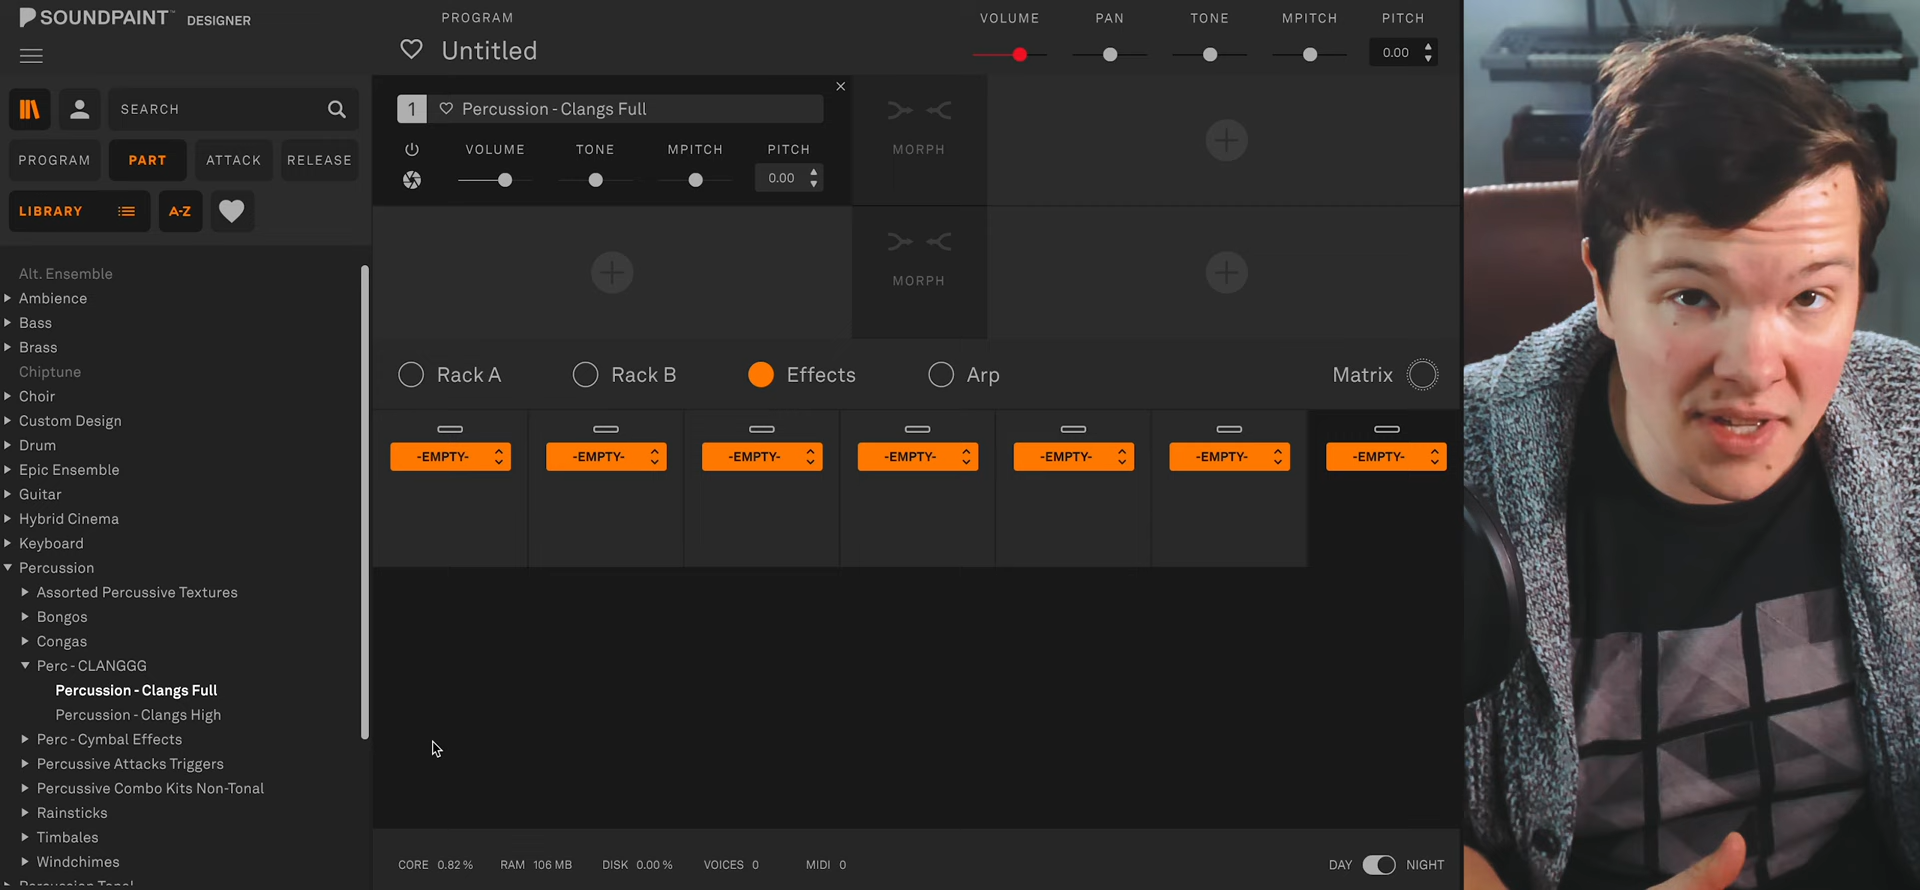 SOUNDPAINT™ DESIGNER
PROGRAM
Untitled
VOLUME PAN TONE MPITCH PITCH
0.00
SEARCH
PROGRAM PART ATTACK RELEASE
LIBRARY A-Z
1 Percussion - Clangs Full
VOLUME TONE MPITCH PITCH
0.00
MORPH
MORPH
Alt. Ensemble
Ambience
Bass
Brass
Chiptune
Choir
Custom Design
Drum
Epic Ensemble
Guitar
Hybrid Cinema
Keyboard
Percussion
Assorted Percussive Textures
Bongos
Congas
Perc - CLANGGG
Percussion - Clangs Full
Percussion - Clangs High
Perc - Cymbal Effects
Percussive Attacks Triggers
Percussive Combo Kits Non-Tonal
Rainsticks
Timbales
Windchimes
Percussion Tonal
Rack A Rack B Effects Arp Matrix
-EMPTY- -EMPTY- -EMPTY- -EMPTY- -EMPTY- -EMPTY- -EMPTY-
CORE 0.82 % RAM 106 MB DISK 0.00 % VOICES 0 MIDI 0
DAY NIGHT